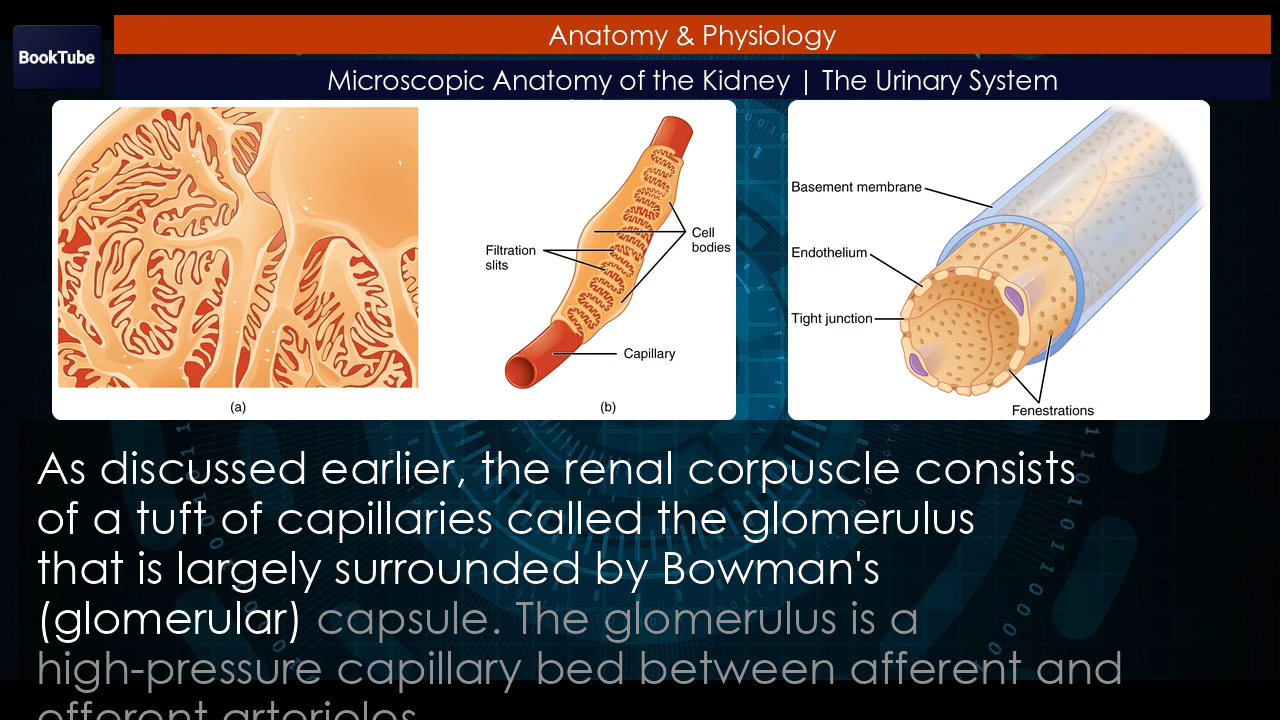 BookTube
Anatomy & Physiology
Microscopic Anatomy of the Kidney | The Urinary System
Filtration
slits
Cell
bodies
Capillary
(a)
(b)
Basement membrane
Endothelium
Tight junction
Fenestrations
As discussed earlier, the renal corpuscle consists
of a tuft of capillaries called the glomerulus
that is largely surrounded by Bowman's
(glomerular) capsule. The glomerulus is a
high-pressure capillary bed between afferent and
efferent arterioles.